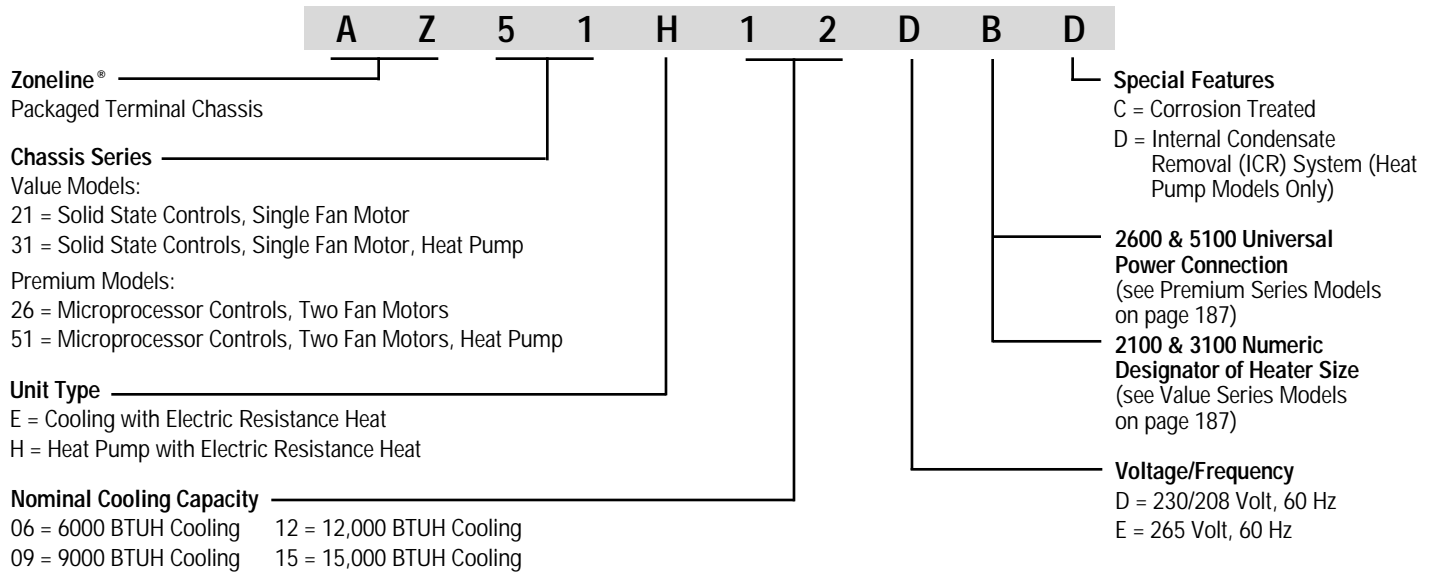 A Z 5 1 H 1 2 D B D
Zoneline®
Packaged Terminal Chassis
Chassis Series
Value Models:
21 = Solid State Controls, Single Fan Motor
31 = Solid State Controls, Single Fan Motor, Heat Pump
Premium Models:
26 = Microprocessor Controls, Two Fan Motors
51 = Microprocessor Controls, Two Fan Motors, Heat Pump
Unit Type
E = Cooling with Electric Resistance Heat
H = Heat Pump with Electric Resistance Heat
Nominal Cooling Capacity
06 = 6000 BTUH Cooling 12 = 12,000 BTUH Cooling
09 = 9000 BTUH Cooling 15 = 15,000 BTUH Cooling
Special Features
C = Corrosion Treated
D = Internal Condensate
Removal (ICR) System (Heat
Pump Models Only)
2600 & 5100 Universal
Power Connection
(see Premium Series Models
on page 187)
2100 & 3100 Numeric
Designator of Heater Size
(see Value Series Models
on page 187)
Voltage/Frequency
D = 230/208 Volt, 60 Hz
E = 265 Volt, 60 Hz